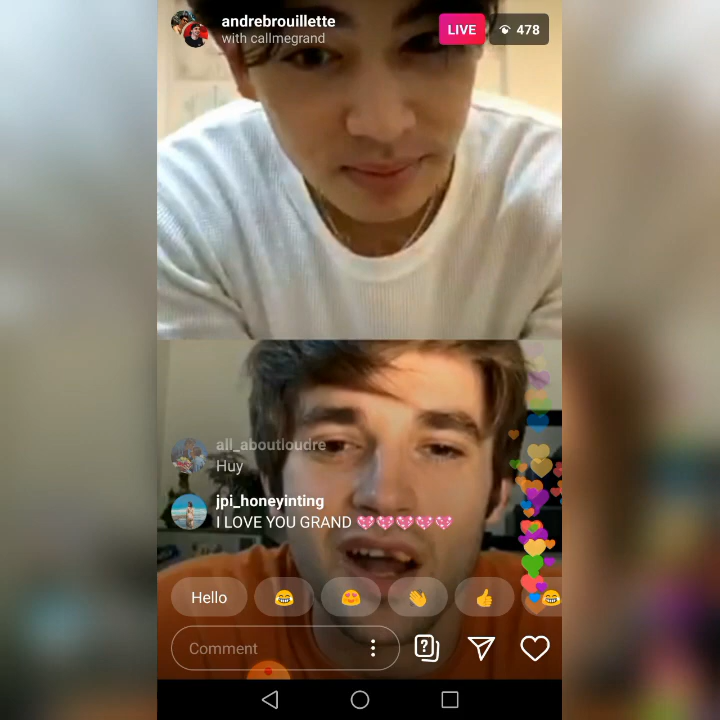 andrebrouillette
with callmegrand
LIVE
478
all_aboutloudre
Huy
jpi_honeyinting
I LOVE YOU GRAND 💖💖💖💖💖
Hello
Comment